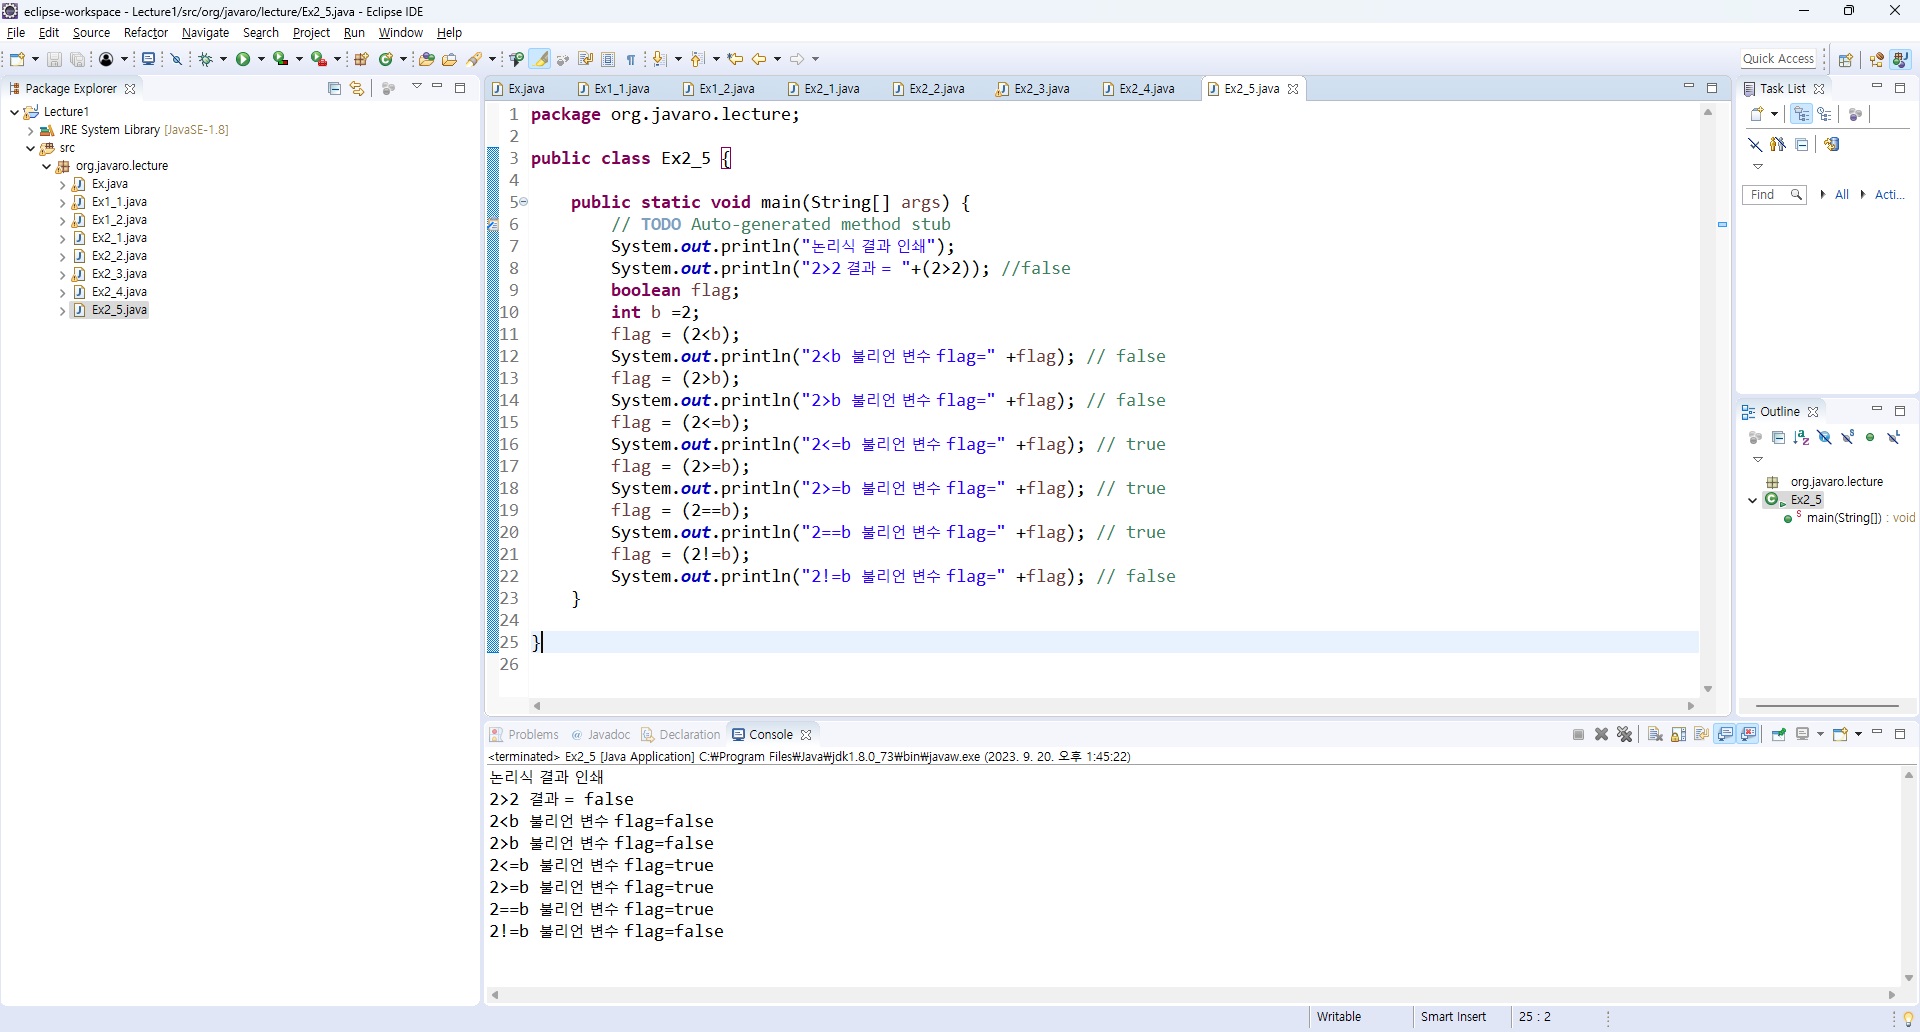 eclipse-workspace - Lecture1/src/org/javaro/lecture/Ex2_5.java - Eclipse IDE
File Edit Source Refactor Navigate Search Project Run Window Help
Quick Access
Package Explorer
Lecture1
JRE System Library [JavaSE-1.8]
src
org.javaro.lecture
Ex.java
Ex1_1.java
Ex1_2.java
Ex2_1.java
Ex2_2.java
Ex2_3.java
Ex2_4.java
Ex2_5.java
Ex.java Ex1_1.java Ex1_2.java Ex2_1.java Ex2_2.java Ex2_3.java Ex2_4.java Ex2_5.java
1 package org.javaro.lecture;
2
3 public class Ex2_5 {
4
5 public static void main(String[] args) {
6 // TODO Auto-generated method stub
7 System.out.println("논리식 결과 인쇄");
8 System.out.println("2>2 결과 = "+(2>2)); //false
9 boolean flag;
10 int b =2;
11 flag = (2<b);
12 System.out.println("2<b 불리언 변수 flag=" +flag); // false
13 flag = (2>b);
14 System.out.println("2>b 불리언 변수 flag=" +flag); // false
15 flag = (2<=b);
16 System.out.println("2<=b 불리언 변수 flag=" +flag); // true
17 flag = (2>=b);
18 System.out.println("2>=b 불리언 변수 flag=" +flag); // true
19 flag = (2==b);
20 System.out.println("2==b 불리언 변수 flag=" +flag); // true
21 flag = (2!=b);
22 System.out.println("2!=b 불리언 변수 flag=" +flag); // false
23 }
24
25 }
26
Task List
Find All Acti...
Outline
org.javaro.lecture
Ex2_5
main(String[]) : void
Problems Javadoc Declaration Console
<terminated> Ex2_5 [Java Application] C:₩Program Files₩Java₩jdk1.8.0_73₩bin₩javaw.exe (2023. 9. 20. 오후 1:45:22)
논리식 결과 인쇄
2>2 결과 = false
2<b 불리언 변수 flag=false
2>b 불리언 변수 flag=false
2<=b 불리언 변수 flag=true
2>=b 불리언 변수 flag=true
2==b 불리언 변수 flag=true
2!=b 불리언 변수 flag=false
Writable Smart Insert 25 : 2